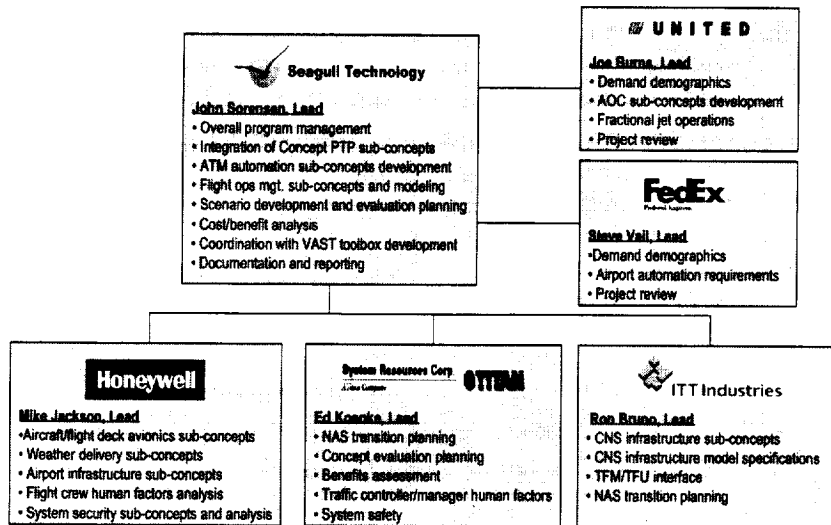 Seagull Technology
John Sorensen, Lead
• Overall program management
• Integration of Concept PTP sub-concepts
• ATM automation sub-concepts development
• Flight ops mgt. sub-concepts and modeling
• Scenario development and evaluation planning
• Cost/benefit analysis
• Coordination with VAST toolbox development
• Documentation and reporting
UNITED
Joe Burns, Lead
• Demand demographics
• AOC sub-concepts development
• Fractional jet operations
• Project review
FedEx
Steve Vail, Lead
•Demand demographics
• Airport automation requirements
• Project review
Honeywell
Mike Jackson, Lead
•Aircraft/flight deck avionics sub-concepts
• Weather delivery sub-concepts
• Airport infrastructure sub-concepts
• Flight crew human factors analysis
• System security sub-concepts and analysis
System Resources Corp.
TITAN
Ed Koenke, Lead
• NAS transition planning
• Concept evaluation planning
• Benefits assessment
• Traffic controller/manager human factors
• System safety
ITT Industries
Ron Bruno, Lead
• CNS infrastructure sub-concepts
• CNS infrastructure model specifications
• TFM/TFU interface
• NAS transition planning